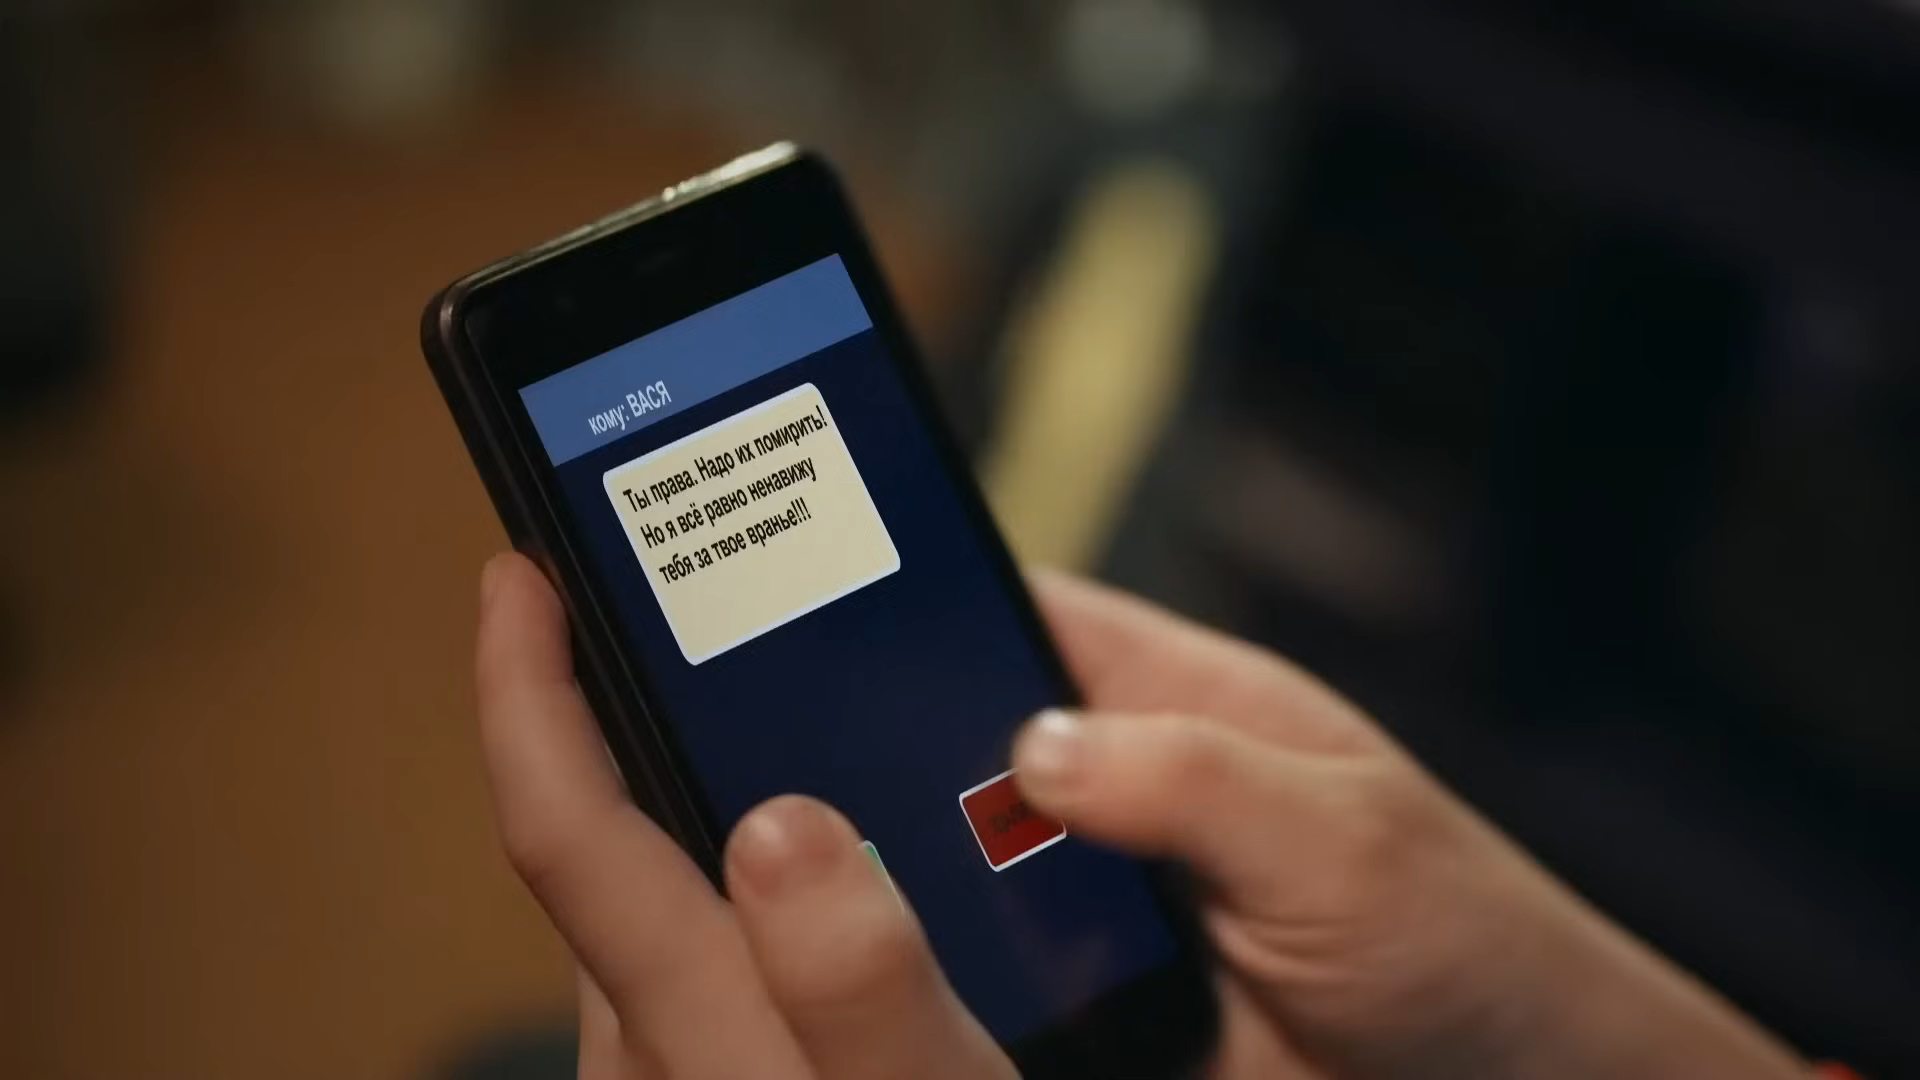 кому: ВАСЯ
Ты права. Надо их помирить!
Но я всё равно ненавижу
тебя за твое вранье!!!